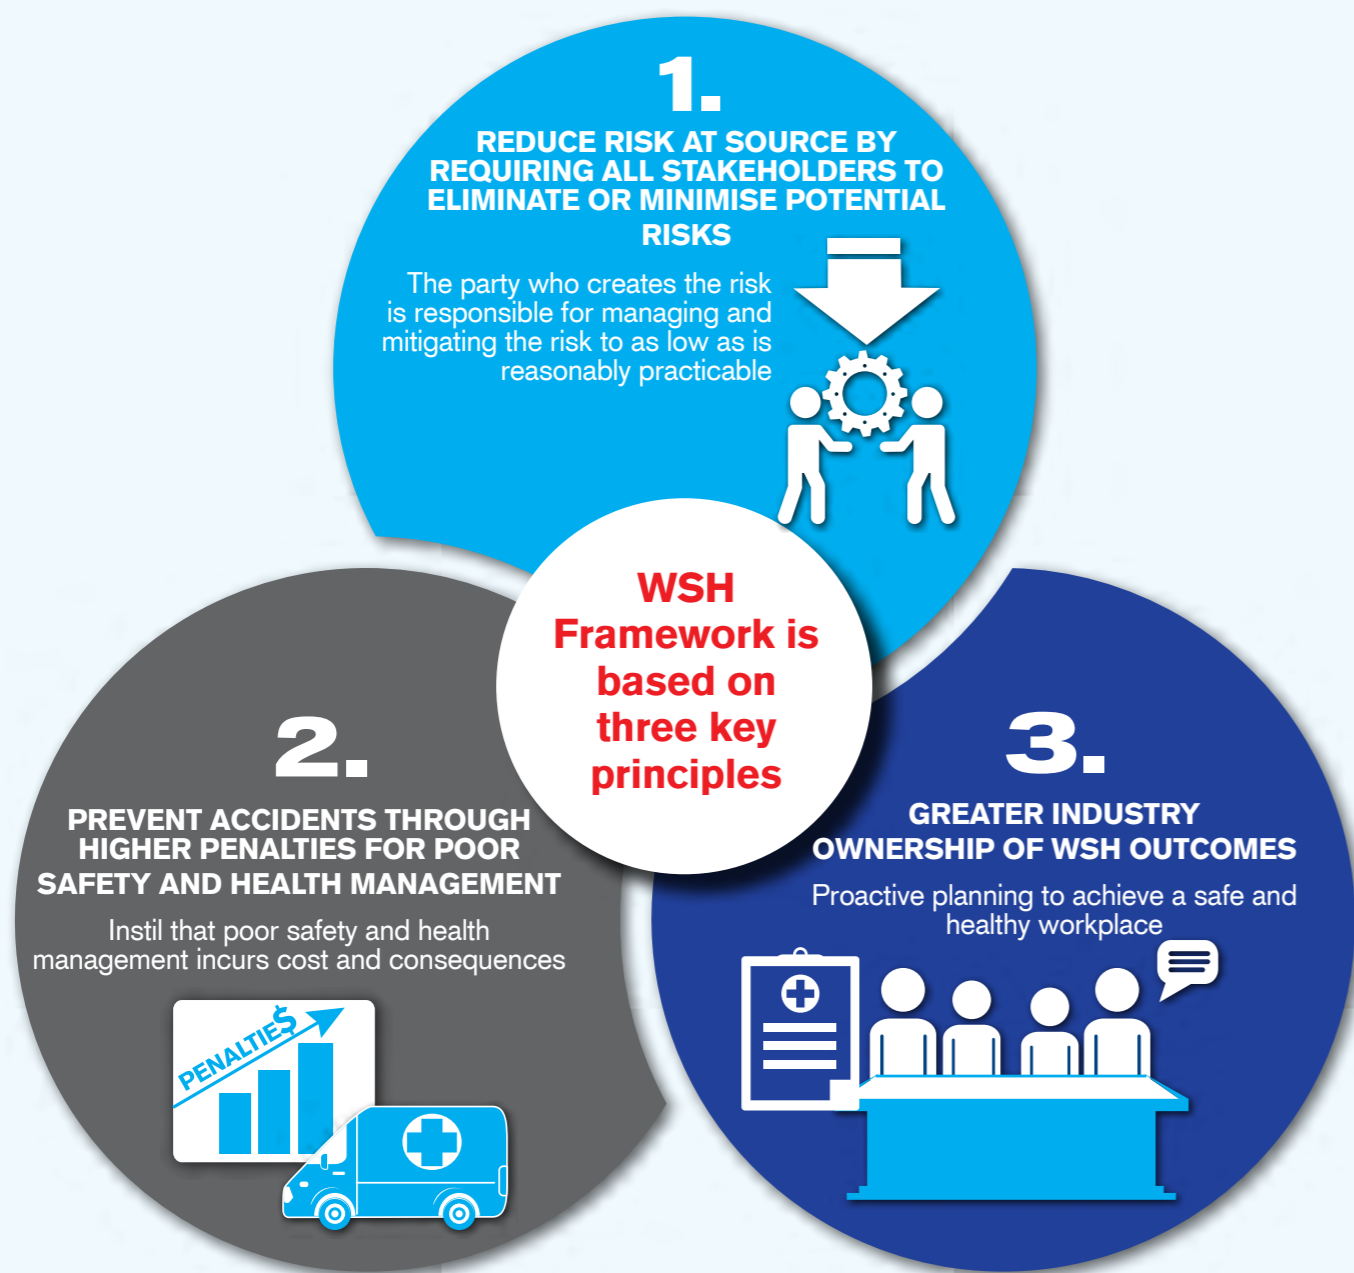 1.
REDUCE RISK AT SOURCE BY
REQUIRING ALL STAKEHOLDERS TO
ELIMINATE OR MINIMISE POTENTIAL
RISKS
The party who creates the risk
is responsible for managing and
mitigating the risk to as low as is
reasonably practicable
WSH
Framework is
based on
three key
principles
2.
PREVENT ACCIDENTS THROUGH
HIGHER PENALTIES FOR POOR
SAFETY AND HEALTH MANAGEMENT
Instil that poor safety and health
management incurs cost and consequences
PENALTIE$
3.
GREATER INDUSTRY
OWNERSHIP OF WSH OUTCOMES
Proactive planning to achieve a safe and
healthy workplace